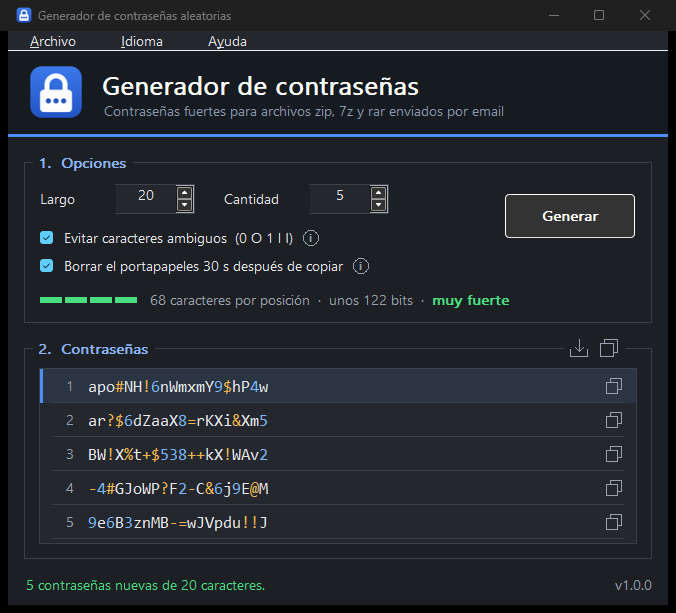 Generador de contraseñas aleatorias
Archivo Idioma Ayuda
Generador de contraseñas
Contraseñas fuertes para archivos zip, 7z y rar enviados por email
1. Opciones
Largo 20 Cantidad 5
Generar
Evitar caracteres ambiguos (0 O 1 l I)
Borrar el portapapeles 30 s después de copiar
68 caracteres por posición · unos 122 bits · muy fuerte
2. Contraseñas
1 apo#NH!6nWmxmY9$hP4w
2 ar?$6dZaaX8=rKXi&Xm5
3 BW!X%t+$538++kX!WAv2
4 -4#GJoWP?F2-C&6j9E@M
5 9e6B3znMB-=wJVpdu!!J
5 contraseñas nuevas de 20 caracteres.
v1.0.0